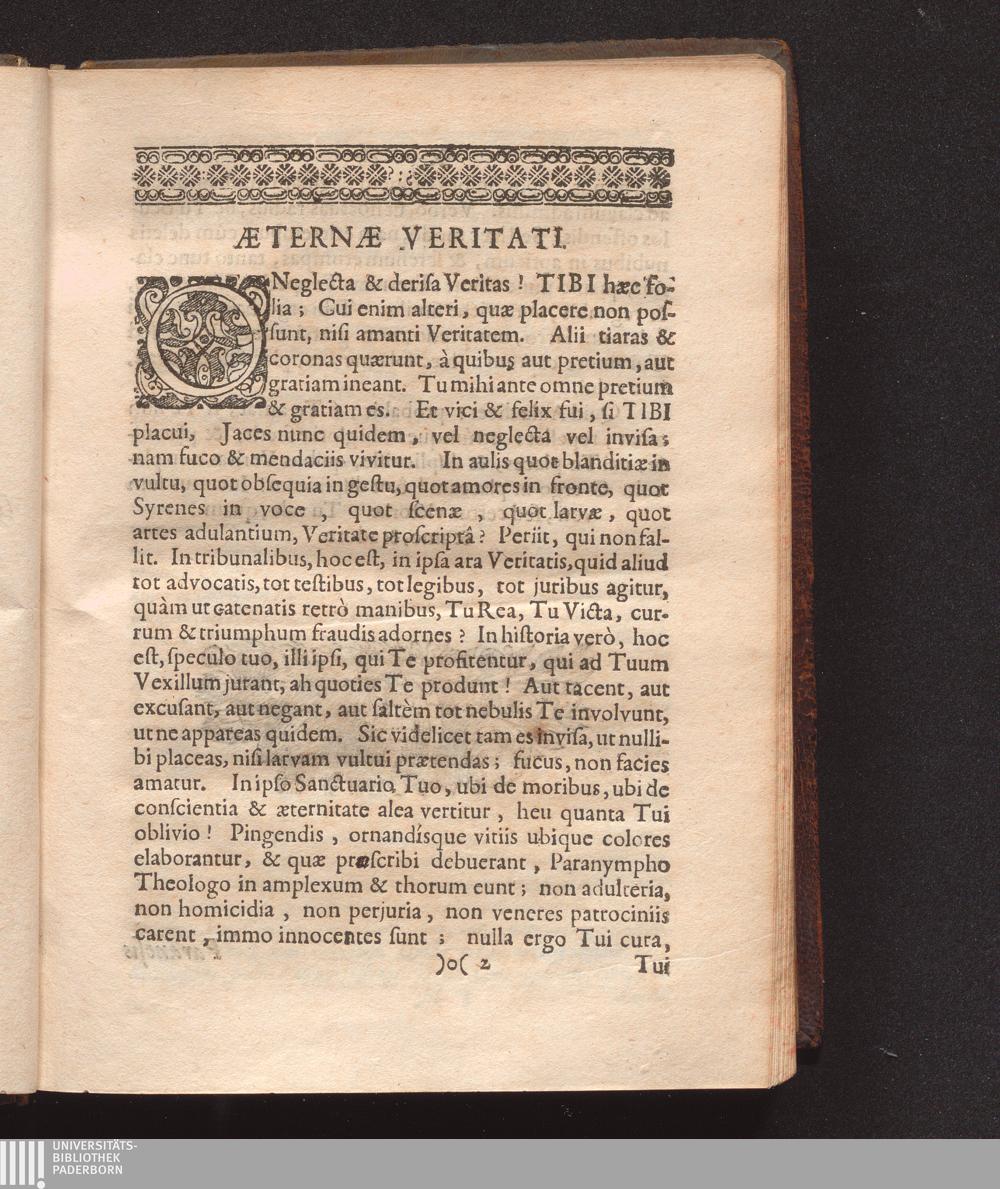 ÆTERNÆ VERITATI.
O Neglecta & deriſa Veritas! TIBI hæc fo-
lia; Cui enim alteri, quæ placere non poſ-
ſunt, niſi amanti Veritatem. Alii tiaras &
coronas quærunt, à quibus aut pretium, aut
gratiam ineant. Tu mihi ante omne pretium
& gratiam es. Et vici & felix fui, ſi TIBI
placui, Jaces nunc quidem, vel neglecta vel inviſa;
nam fuco & mendaciis vivitur. In aulis quot blanditiæ in
vultu, quot obſequia in geſtu, quot amores in fronte, quot
Syrenes in voce, quot ſcenæ, quot larvæ, quot
artes adulantium, Veritate proſcriptâ? Periit, qui non fal-
lit. In tribunalibus, hoc eſt, in ipſa ara Veritatis, quid aliud
tot advocatis, tot teſtibus, tot legibus, tot juribus agitur,
quàm ut catenatis retrò manibus, Tu Rea, Tu Victa, cur-
rum & triumphum fraudis adornes? In hiſtoria verò, hoc
eſt, ſpeculo tuo, illi ipſi, qui Te profitentur, qui ad Tuum
Vexillum jurant, ah quoties Te produnt! Aut tacent, aut
excuſant, aut negant, aut ſaltèm tot nebulis Te involvunt,
ut ne appareas quidem. Sic videlicet tam es inviſa, ut nulli-
bi placeas, niſi larvam vultui prætendas; fucus, non facies
amatur. In ipſo Sanctuario Tuo, ubi de moribus, ubi de
conſcientia & æternitate alea vertitur, heu quanta Tui
oblivio! Pingendis, ornandíſque vitiis ubique colores
elaborantur, & quæ præſcribi debuerant, Paranympho
Theologo in amplexum & thorum eunt; non adulteria,
non homicidia, non perjuria, non veneres patrociniis
carent, immo innocentes ſunt; nulla ergo Tui cura,
)o( 2 Tui
UNIVERSITÄTS-
BIBLIOTHEK
PADERBORN